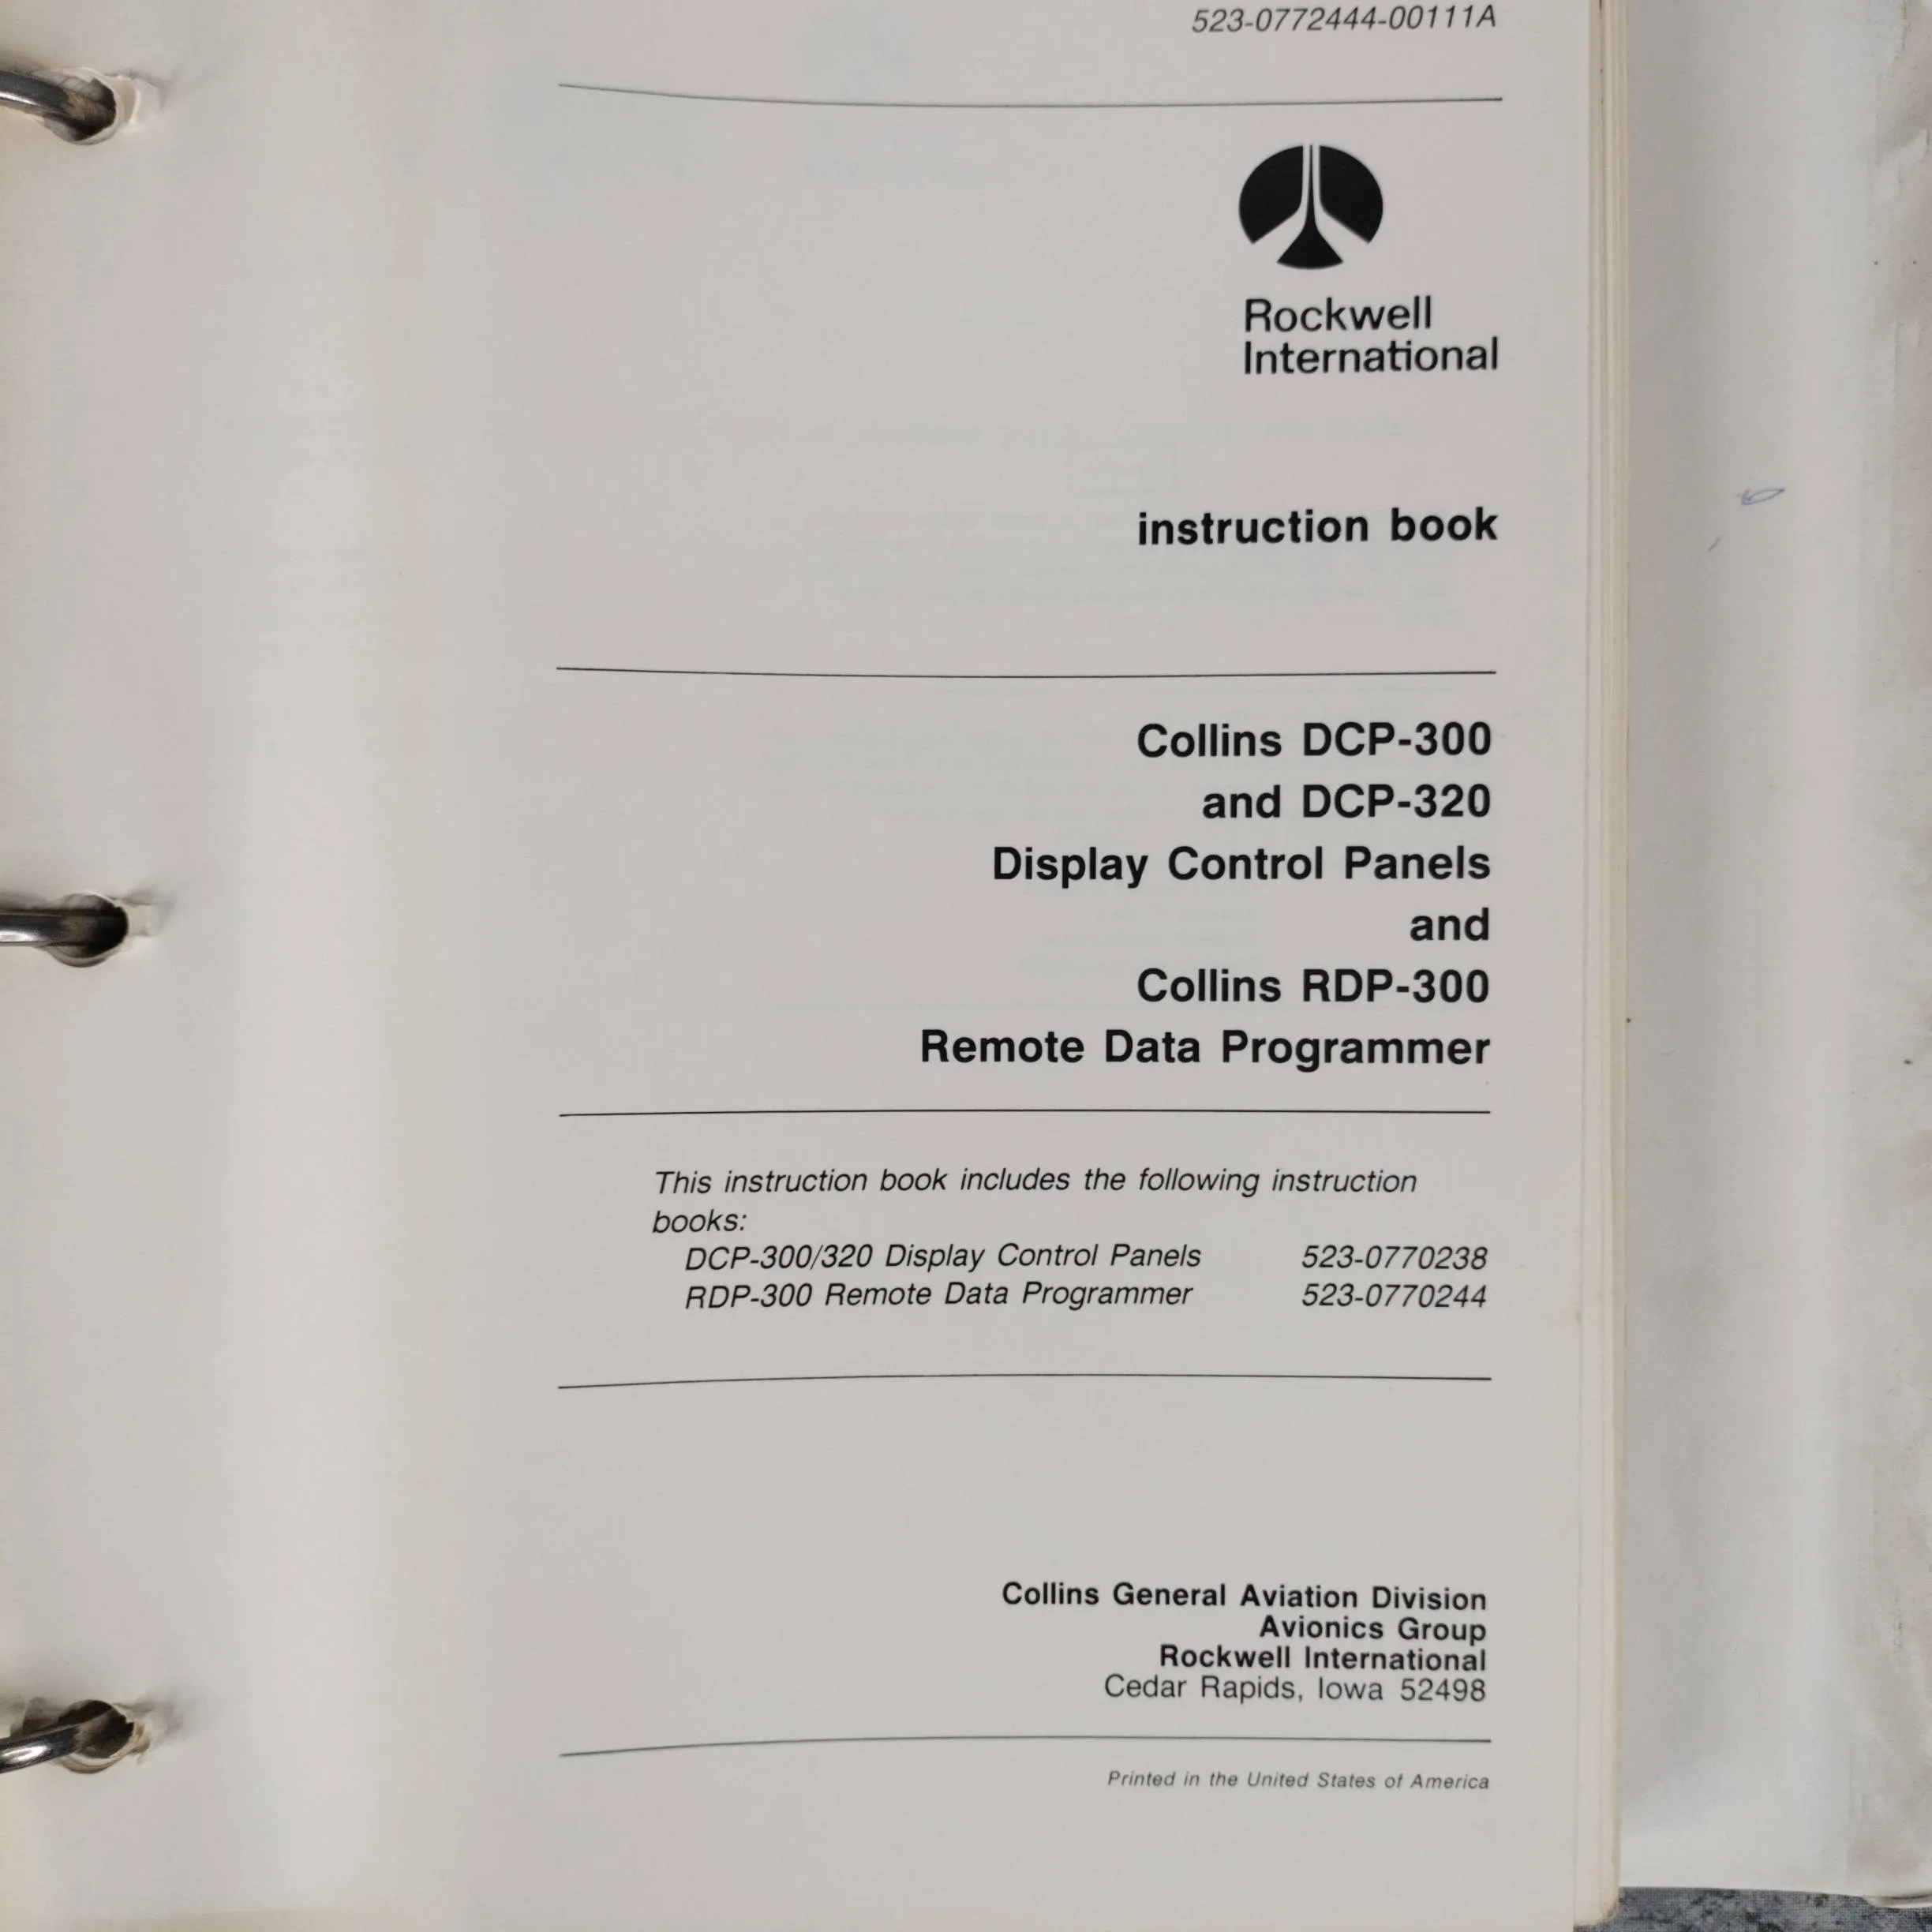 523-0772444-00111A
Rockwell
International
instruction book
Collins DCP-300
and DCP-320
Display Control Panels
and
Collins RDP-300
Remote Data Programmer
This instruction book includes the following instruction
books:
DCP-300/320 Display Control Panels 523-0770238
RDP-300 Remote Data Programmer 523-0770244
Collins General Aviation Division
Avionics Group
Rockwell International
Cedar Rapids, Iowa 52498
Printed in the United States of America